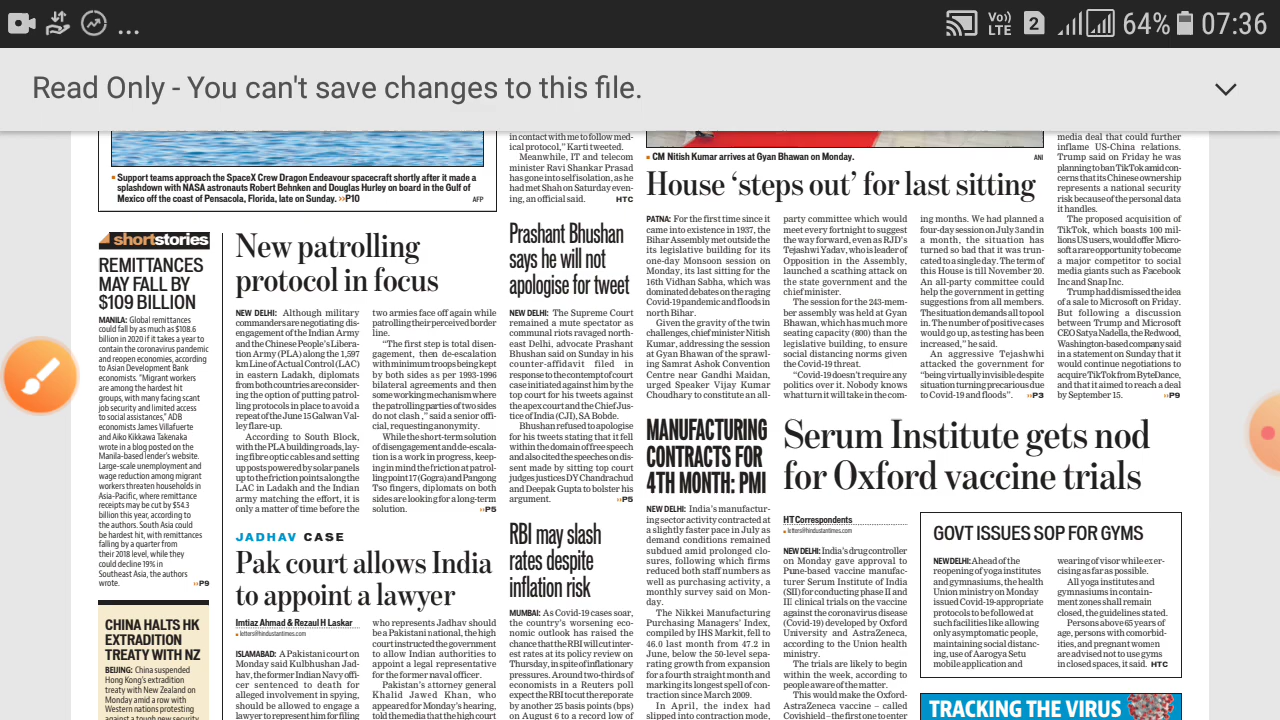 ...
2
64%
07:36
Vo))
LTE
Read Only - You can't save changes to this file.
Support teams approach the SpaceX Crew Dragon Endeavour spacecraft shortly after it made a
splashdown with NASA astronauts Robert Behnken and Douglas Hurley on board in the Gulf of
Mexico off the coast of Pensacola, Florida, late on Sunday. >>P10
AFP
shortstories
REMITTANCES
MAY FALL BY
$109 BILLION
MANILA: Global remittances
could fall by as much as $108.6
billion in 2020 if it takes a year to
contain the coronavirus pandemic
and reopen economies, according
to Asian Development Bank
economists. "Migrant workers
are among the hardest hit
groups, with many facing scant
job security and limited access
to social assistances," ADB
economists James Villafuerte
and Aiko Kikkawa Takenaka
wrote in a blog posted on the
Manila-based lender's website.
Large-scale unemployment and
wage reduction among migrant
workers threaten households in
Asia-Pacific, where remittance
receipts may be cut by $54.3
billion this year, according to
the authors. South Asia could
be hardest hit, with remittances
falling by a quarter from
their 2018 level, while they
could decline 19% in
Southeast Asia, the authors
wrote. >>P9
CHINA HALTS HK
EXTRADITION
TREATY WITH NZ
BEIJING: China suspended
Hong Kong's extradition
treaty with New Zealand on
Monday amid a row with
Western nations protesting
against a tough new security
New patrolling
protocol in focus
NEW DELHI: Although military
commanders are negotiating dis-
engagement of the Indian Army
and the Chinese People's Libera-
tion Army (PLA) along the 1,597
km Line of Actual Control (LAC)
in eastern Ladakh, diplomats
from both countries are consider-
ing the option of putting patrol-
ling protocols in place to avoid a
repeat of the June 15 Galwan Val-
ley flare-up.
According to South Block,
with the PLA building roads, lay-
ing fibre optic cables and setting
up posts powered by solar panels
up to the friction points along the
LAC in Ladakh and the Indian
army matching the effort, it is
only a matter of time before the
two armies face off again while
patrolling their perceived border
line.
"The first step is total disen-
gagement, then de-escalation
with minimum troops being kept
by both sides as per 1993-1996
bilateral agreements and then
some working mechanism where
the patrolling parties of two sides
do not clash ," said a senior offi-
cial, requesting anonymity.
While the short-term solution
of disengagement and de-escala-
tion is a work in progress, keep-
ing in mind the friction at patrol-
ling point 17 (Gogra) and Pangong
Tso fingers, diplomats on both
sides are looking for a long-term
solution. >>P5
JADHAV CASE
Pak court allows India
to appoint a lawyer
Imtiaz Ahmad & Rezaul H Laskar
letters@hindustantimes.com
ISLAMABAD: A Pakistani court on
Monday said Kulbhushan Jad-
hav, the former Indian Navy offi-
cer sentenced to death for
alleged involvement in spying,
should be allowed to engage a
lawyer to represent him for filing
who represents Jadhav should
be a Pakistani national, the high
court instructed the government
to allow Indian authorities to
appoint a legal representative
for the former naval officer.
Pakistan's attorney general
Khalid Jawed Khan, who
appeared for Monday's hearing,
told the media that the high court
in contact with me to follow med-
ical protocol," Karti tweeted.
Meanwhile, IT and telecom
minister Ravi Shankar Prasad
has gone into self isolation, as he
had met Shah on Saturday even-
ing, an official said. HTC
Prashant Bhushan
says he will not
apologise for tweet
NEW DELHI: The Supreme Court
remained a mute spectator as
communal riots ravaged north-
east Delhi, advocate Prashant
Bhushan said on Sunday in his
counter-affidavit filed in
response to the contempt of court
case initiated against him by the
top court for his tweets against
the apex court and the Chief Jus-
tice of India (CJI), SA Bobde.
Bhushan refused to apologise
for his tweets stating that it fell
within the domain of free speech
and also cited the speeches on dis-
sent made by sitting top court
judges justices DY Chandrachud
and Deepak Gupta to bolster his
argument. >>P5
RBI may slash
rates despite
inflation risk
MUMBAI: As Covid-19 cases soar,
the country's worsening eco-
nomic outlook has raised the
chance that the RBI will cut inter-
est rates at its policy review on
Thursday, in spite of inflationary
pressures. Around two-thirds of
economists in a Reuters poll
expect the RBI to cut the reporate
by another 25 basis points (bps)
on August 6 to a record low of
CM Nitish Kumar arrives at Gyan Bhawan on Monday.
ANI
House 'steps out' for last sitting
PATNA: For the first time since it
came into existence in 1937, the
Bihar Assembly met outside the
its legislative building for its
one-day Monsoon session on
Monday, its last sitting for the
16th Vidhan Sabha, which was
dominated debates on the raging
Covid-19 pandemic and floods in
north Bihar.
Given the gravity of the twin
challenges, chief minister Nitish
Kumar, addressing the session
at Gyan Bhawan of the sprawl-
ing Samrat Ashok Convention
Centre near Gandhi Maidan,
urged Speaker Vijay Kumar
Choudhary to constitute an all-
party committee which would
meet every fortnight to suggest
the way forward, even as RJD's
Tejashwi Yadav, who is leader of
Opposition in the Assembly,
launched a scathing attack on
the state government and the
chief minister.
The session for the 243-mem-
ber assembly was held at Gyan
Bhawan, which has much more
seating capacity (800) than the
legislative building, to ensure
social distancing norms given
the Covid-19 threat.
"Covid-19 doesn't require any
politics over it. Nobody knows
what turn it will take in the com-
ing months. We had planned a
four-day session on July 3 and in
a month, the situation has
turned so bad that it was trun-
cated to a single day. The term of
this House is till November 20.
An all-party committee could
help the government in getting
suggestions from all members.
The situation demands all to pool
in. The number of positive cases
would go up, as testing has been
increased," he said.
An aggressive Tejashwi
attacked the government for
"being virtually invisible despite
situation turning precarious due
to Covid-19 and floods". >>P3
MANUFACTURING
CONTRACTS FOR
4TH MONTH: PMI
NEW DELHI: India's manufactur-
ing sector activity contracted at
a slightly faster pace in July as
demand conditions remained
subdued amid prolonged clo-
sures, following which firms
reduced both staff numbers as
well as purchasing activity, a
monthly survey said on Mon-
day.
The Nikkei Manufacturing
Purchasing Managers' Index,
compiled by IHS Markit, fell to
46.0 last month from 47.2 in
June, below the 50-level sepa-
rating growth from expansion
for a fourth straight month and
marking its longest spell of con-
traction since March 2009.
In April, the index had
slipped into contraction mode,
Serum Institute gets nod
for Oxford vaccine trials
HT Correspondents
letters@hindustantimes.com
NEW DELHI: India's drug controller
on Monday gave approval to
Pune-based vaccine manufac-
turer Serum Institute of India
(SII) for conducting phase II and
III clinical trials on the vaccine
against the coronavirus disease
(Covid-19) developed by Oxford
University and AstraZeneca,
according to the Union health
ministry.
The trials are likely to begin
within the week, according to
people aware of the matter.
This would make the Oxford-
AstraZeneca vaccine – called
Covishield – the first one to enter
GOVT ISSUES SOP FOR GYMS
NEW DELHI: Ahead of the
reopening of yoga institutes
and gymnasiums, the health
Union ministry on Monday
issued Covid-19-appropriate
protocols to be followed at
such facilities like allowing
only asymptomatic people,
maintaining social distanc-
ing, use of Aarogya Setu
mobile application and
wearing of visor while exer-
cising as far as possible.
All yoga institutes and
gymnasiums in contain-
ment zones shall remain
closed, the guidelines stated.
Persons above 65 years of
age, persons with comorbid-
ities, and pregnant women
are advised not to use gyms
in closed spaces, it said. HTC
TRACKING THE VIRUS
media deal that could further
inflame US-China relations.
Trump said on Friday he was
planning to ban TikTok amid con-
cerns that its Chinese ownership
represents a national security
risk because of the personal data
it handles.
The proposed acquisition of
TikTok, which boasts 100 mil-
lions US users, would offer Micro-
soft a rare opportunity to become
a major competitor to social
media giants such as Facebook
Inc and Snap Inc.
Trump had dismissed the idea
of a sale to Microsoft on Friday.
But following a discussion
between Trump and Microsoft
CEO Satya Nadella, the Redwood,
Washington-based company said
in a statement on Sunday that it
would continue negotiations to
acquire TikTok from ByteDance,
and that it aimed to reach a deal
by September 15. >>P9